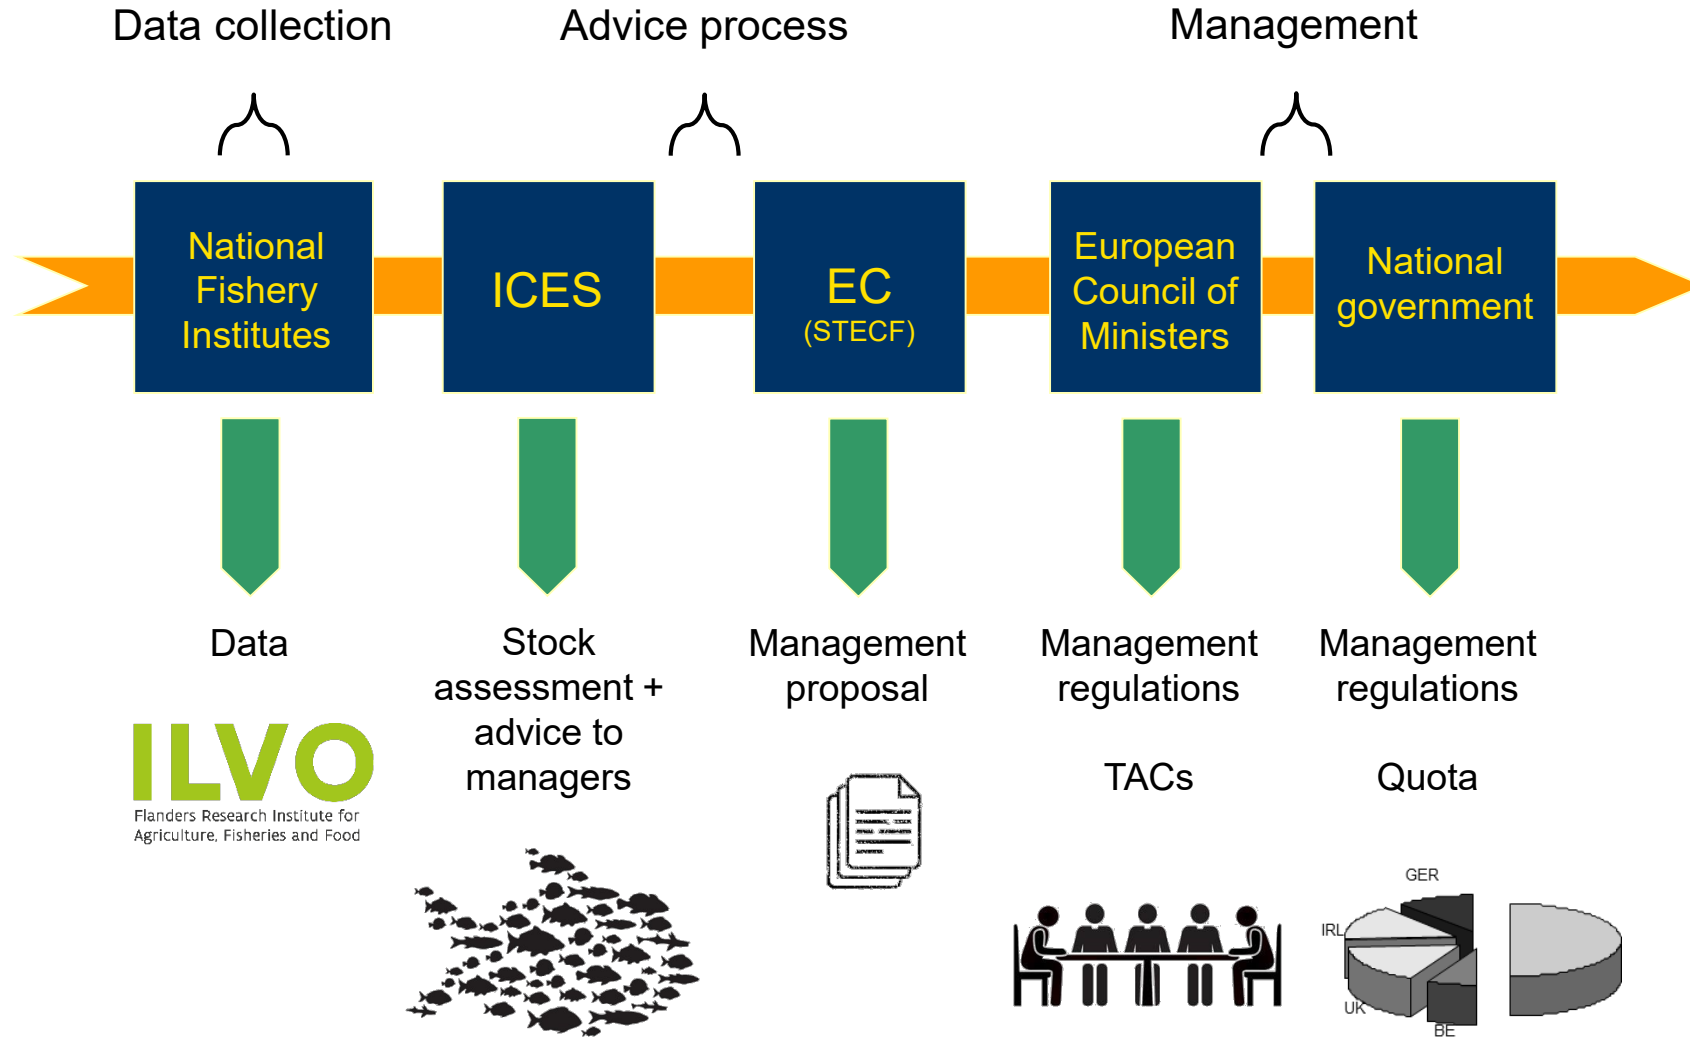 Data collection
Advice process
Management
National
Fishery
Institutes
ICES
EC
(STECF)
European
Council of
Ministers
National
government
Data
Stock
assessment +
advice to
managers
Management
proposal
Management
regulations
TACs
Management
regulations
Quota
ILVO
Flanders Research Institute for
Agriculture, Fisheries and Food
GER
IRL
UK
BE